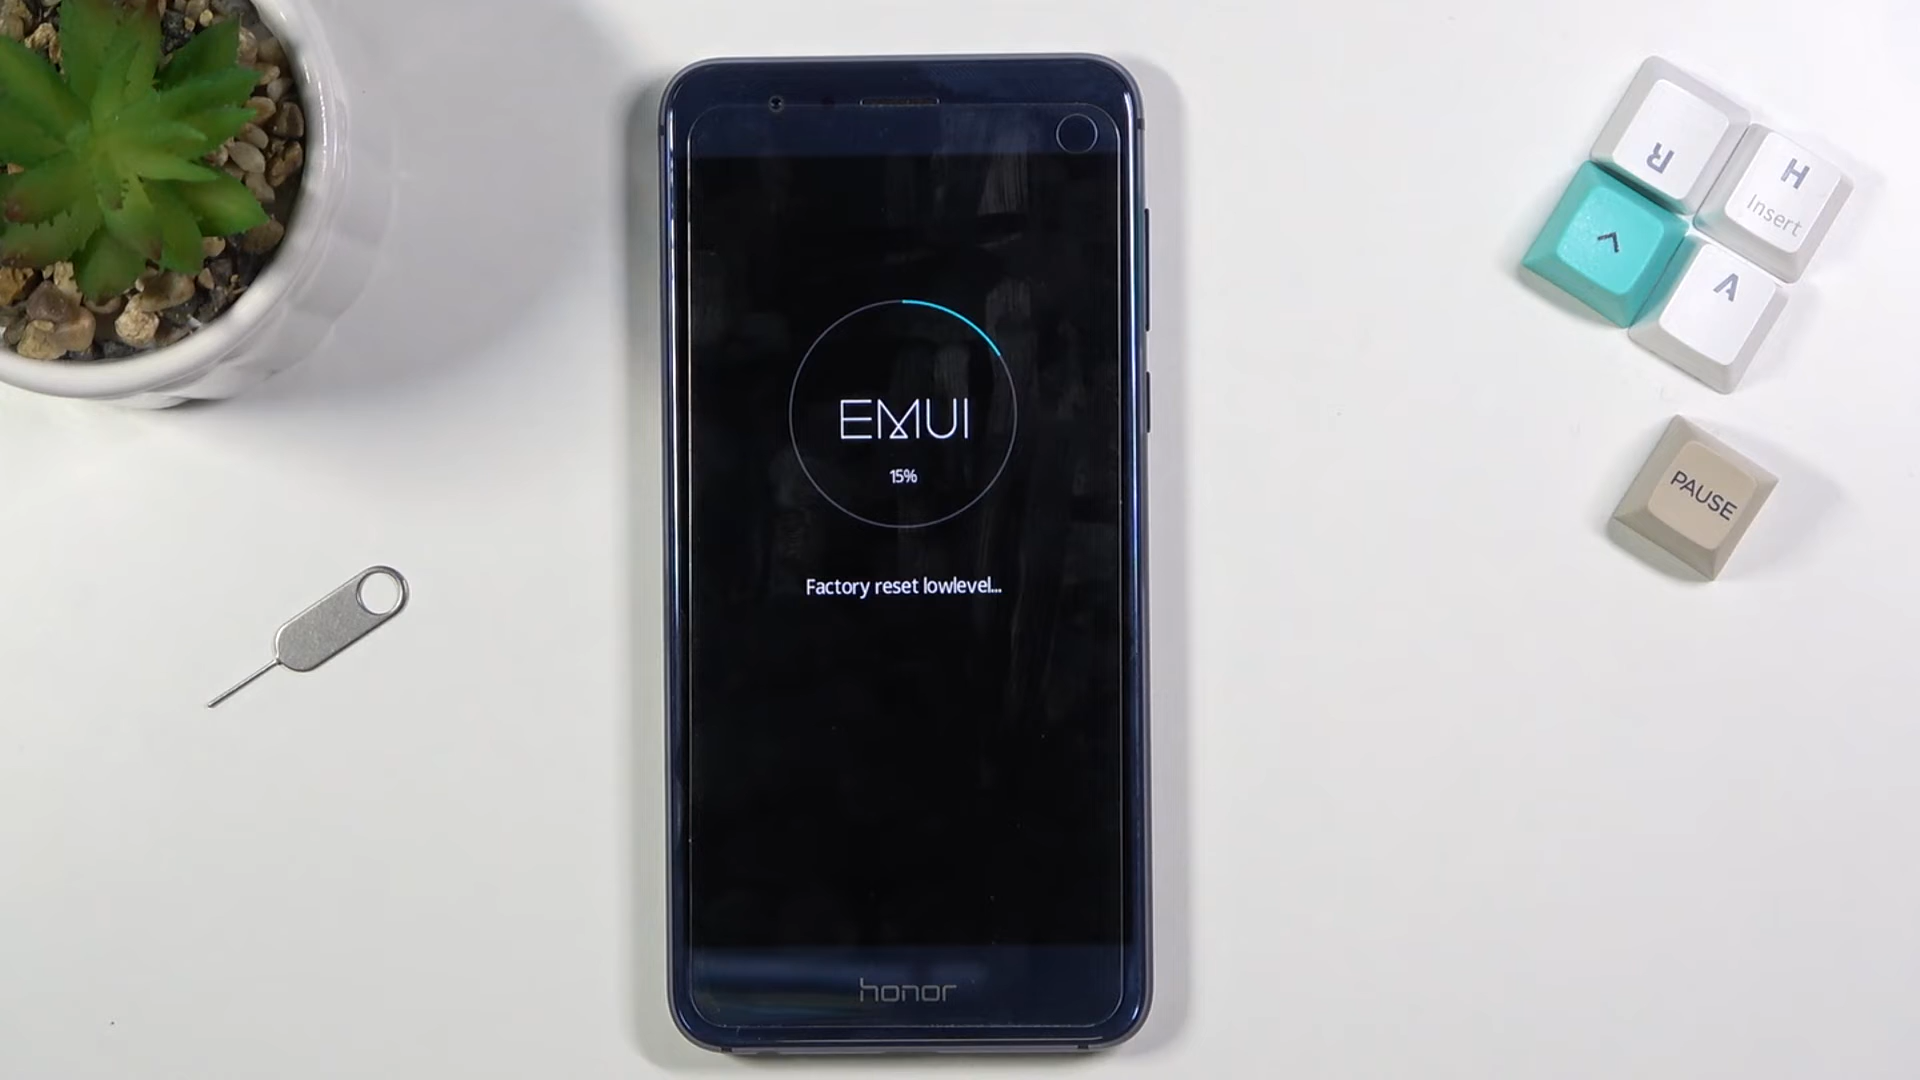 EMUI
15%
Factory reset lowlevel...
honor
R
H
Insert
<
A
PAUSE